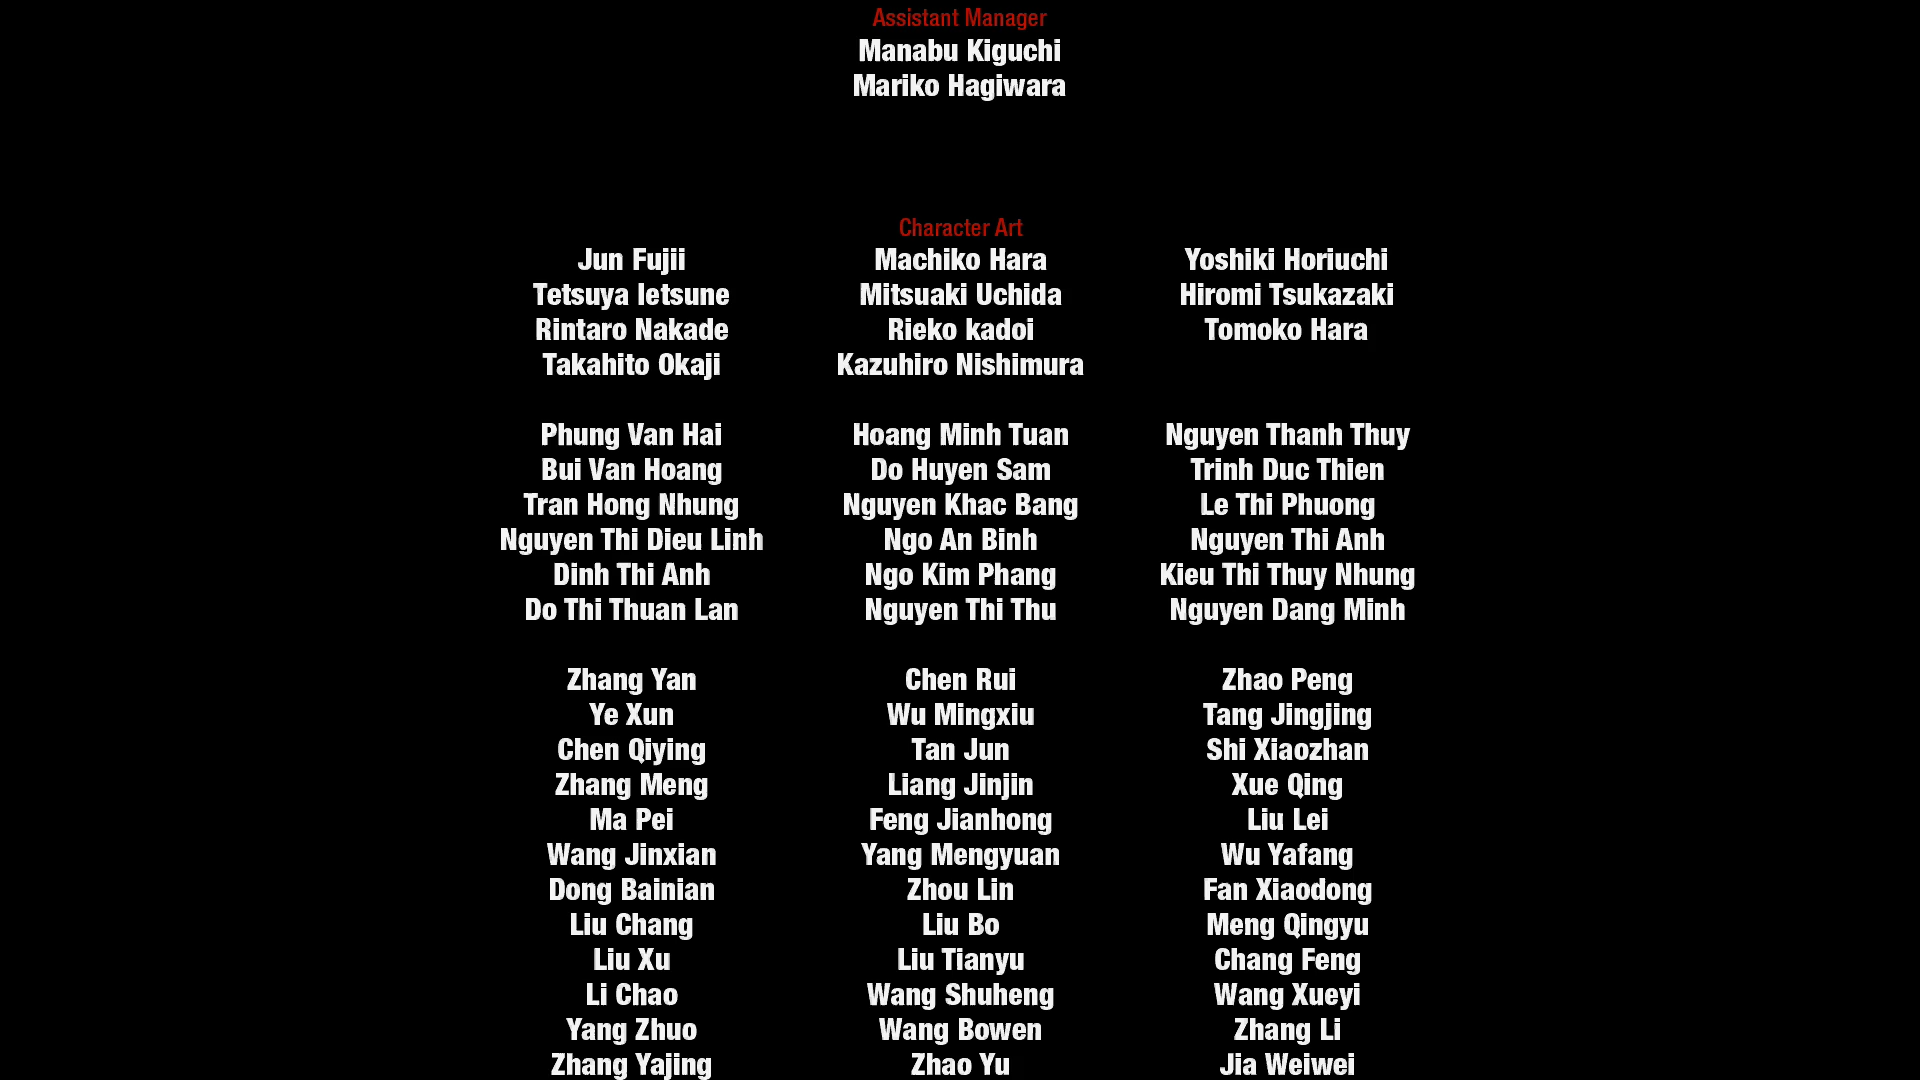 Assistant Manager
Manabu Kiguchi
Mariko Hagiwara
Character Art
Jun Fujii Machiko Hara Yoshiki Horiuchi
Tetsuya Ietsune Mitsuaki Uchida Hiromi Tsukazaki
Rintaro Nakade Rieko kadoi Tomoko Hara
Takahito Okaji Kazuhiro Nishimura
Phung Van Hai Hoang Minh Tuan Nguyen Thanh Thuy
Bui Van Hoang Do Huyen Sam Trinh Duc Thien
Tran Hong Nhung Nguyen Khac Bang Le Thi Phuong
Nguyen Thi Dieu Linh Ngo An Binh Nguyen Thi Anh
Dinh Thi Anh Ngo Kim Phang Kieu Thi Thuy Nhung
Do Thi Thuan Lan Nguyen Thi Thu Nguyen Dang Minh
Zhang Yan Chen Rui Zhao Peng
Ye Xun Wu Mingxiu Tang Jingjing
Chen Qiying Tan Jun Shi Xiaozhan
Zhang Meng Liang Jinjin Xue Qing
Ma Pei Feng Jianhong Liu Lei
Wang Jinxian Yang Mengyuan Wu Yafang
Dong Bainian Zhou Lin Fan Xiaodong
Liu Chang Liu Bo Meng Qingyu
Liu Xu Liu Tianyu Chang Feng
Li Chao Wang Shuheng Wang Xueyi
Yang Zhuo Wang Bowen Zhang Li
Zhang Yajing Zhao Yu Jia Weiwei